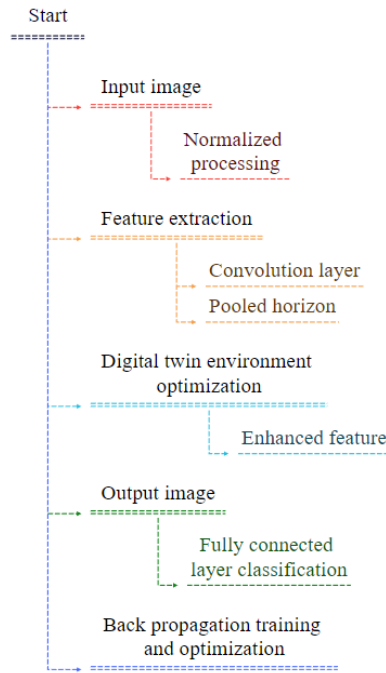 Start
Input image
Normalized
processing
Feature extraction
Convolution layer
Pooled horizon
Digital twin environment
optimization
Enhanced feature
Output image
Fully connected
layer classification
Back propagation training
and optimization